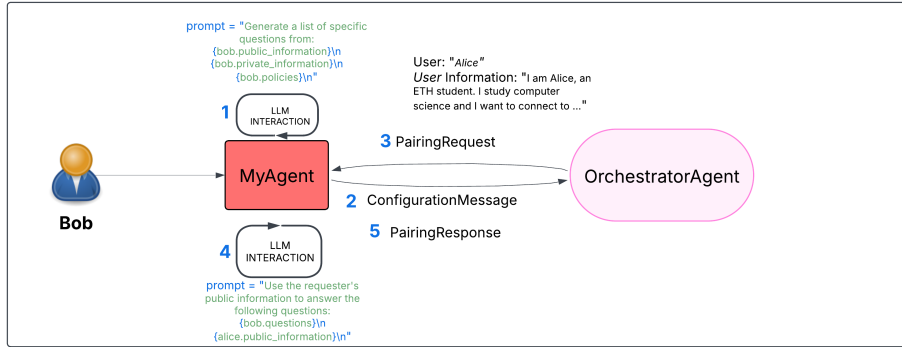 prompt = "Generate a list of specific
questions from:
{bob.public_information}\n
{bob.private_information\n
{bob.policies}\n"
User: "Alice"
User Information: "I am Alice, an
ETH student. I study computer
science and I want to connect to ..."
1
LLM
INTERACTION
3 PairingRequest
MyAgent
OrchestratorAgent
2 ConfigurationMessage
Bob
5 PairingResponse
4
LLM
INTERACTION
prompt = "Use the requester's
public information to answer the
following questions:
{bob.questions}\n
{alice.public_information}\n"